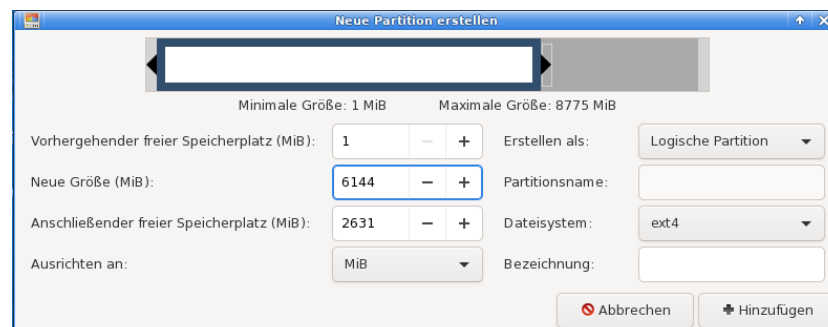 Neue Partition erstellen
Minimale Größe: 1 MiB Maximale Größe: 8775 MiB
Vorhergehender freier Speicherplatz (MiB): 1 − + Erstellen als: Logische Partition
Neue Größe (MiB): 6144 − + Partitionsname:
Anschließender freier Speicherplatz (MiB): 2631 − + Dateisystem: ext4
Ausrichten an: MiB Bezeichnung:
Abbrechen Hinzufügen